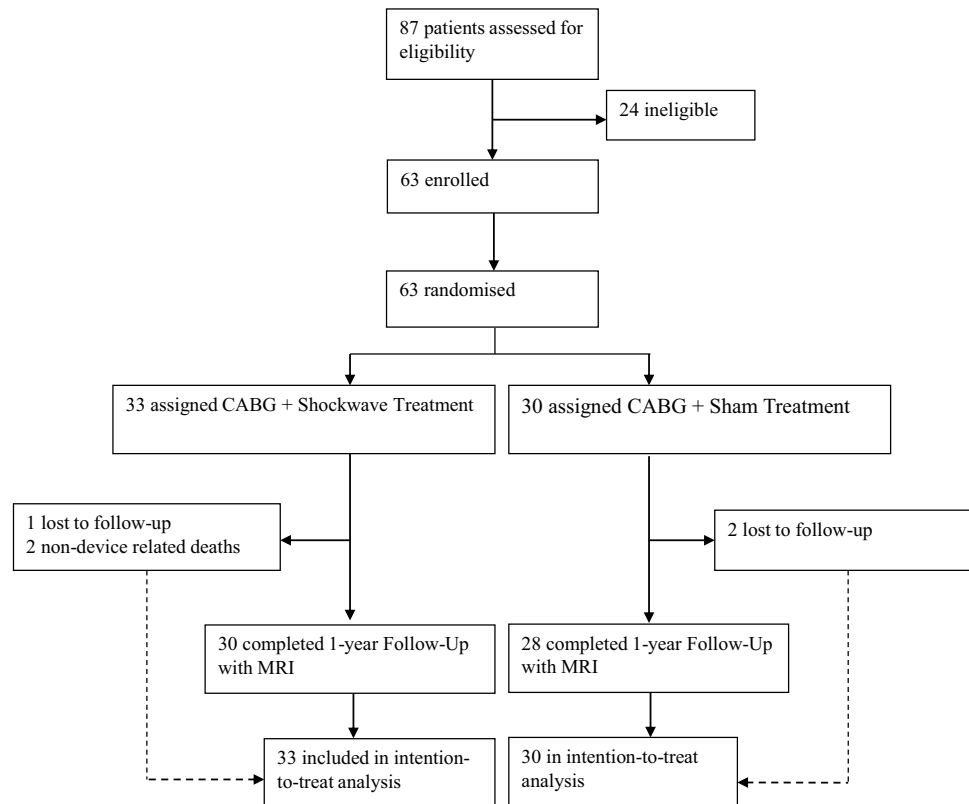 87 patients assessed for
eligibility
24 ineligible
63 enrolled
63 randomised
33 assigned CABG + Shockwave Treatment
30 assigned CABG + Sham Treatment
1 lost to follow-up
2 non-device related deaths
2 lost to follow-up
30 completed 1-year Follow-Up
with MRI
28 completed 1-year Follow-Up
with MRI
33 included in intention-
to-treat analysis
30 in intention-to-treat
analysis